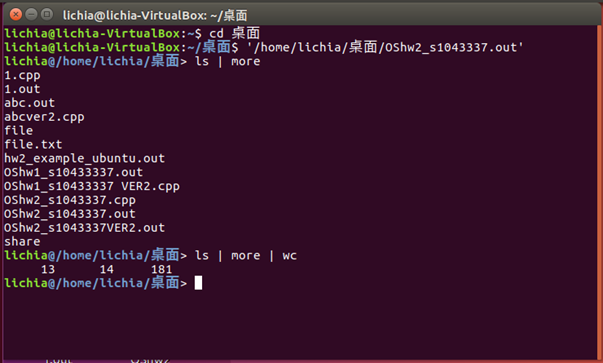 lichia@lichia-VirtualBox: ~/桌面
lichia@lichia-VirtualBox:~$ cd 桌面
lichia@lichia-VirtualBox:~/桌面$ '/home/lichia/桌面/OShw2_s1043337.out'
lichia@/home/lichia/桌面> ls | more
1.cpp
1.out
abc.out
abcver2.cpp
file
file.txt
hw2_example_ubuntu.out
OShw1_s10433337.out
OShw1_s10433337 VER2.cpp
OShw2_s1043337.cpp
OShw2_s1043337.out
OShw2_s1043337VER2.out
share
lichia@/home/lichia/桌面> ls | more | wc
13 14 181
lichia@/home/lichia/桌面>